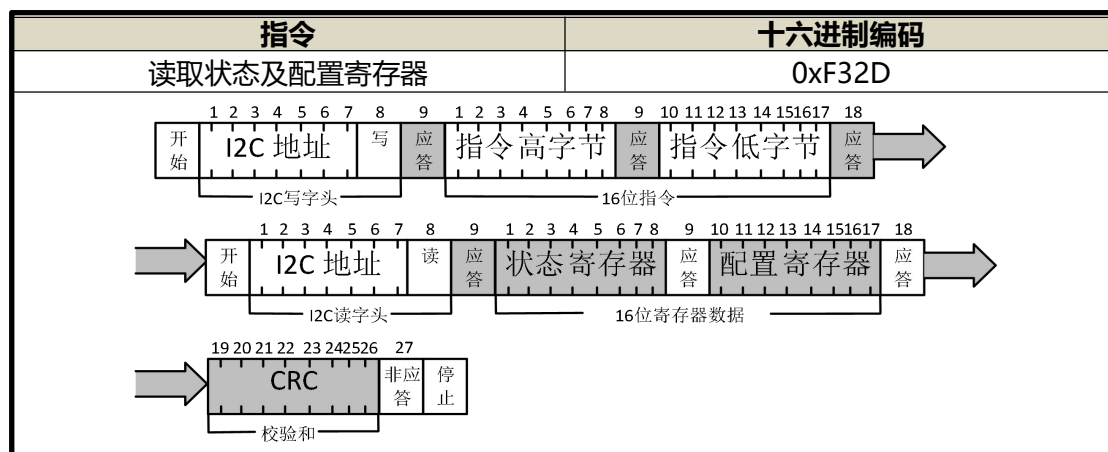 指令 十六进制编码
读取状态及配置寄存器 0xF32D
1 2 3 4 5 6 7 8 9 1 2 3 4 5 6 7 8 9 10 11 12 13 14 15 16 17 18
开始 I2C 地址 写 应答 指令高字节 应答 指令低字节 应答
I2C写字头 16位指令
1 2 3 4 5 6 7 8 9 1 2 3 4 5 6 7 8 9 10 11 12 13 14 15 16 17 18
开始 I2C 地址 读 应答 状态寄存器 应答 配置寄存器 应答
I2C读字头 16位寄存器数据
19 20 21 22 23 24 25 26 27
CRC 非应答 停止
校验和